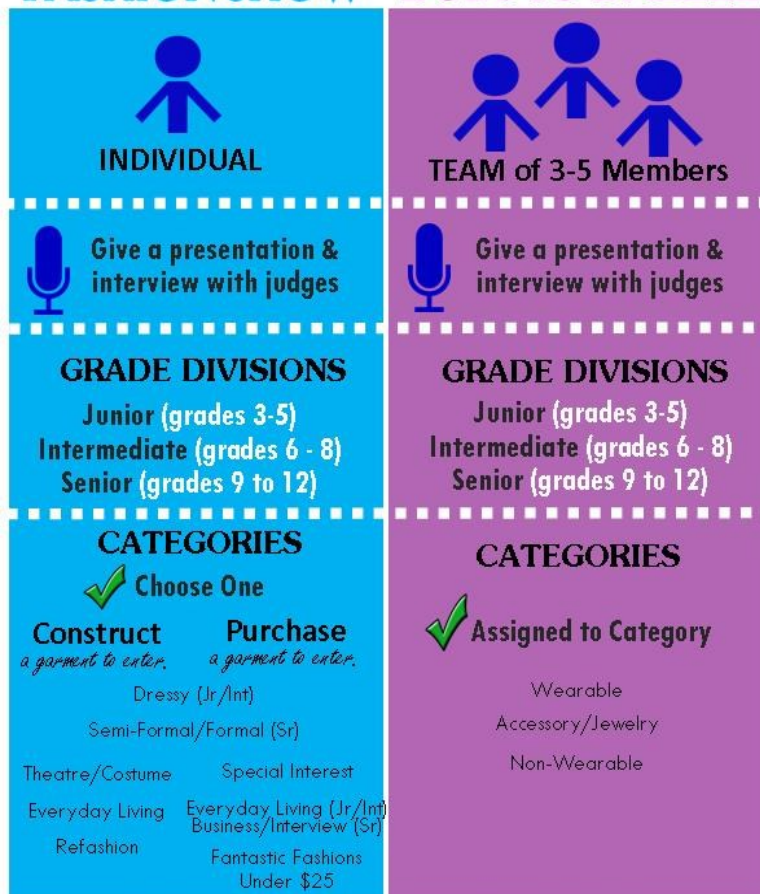 INDIVIDUAL
Give a presentation &
interview with judges
GRADE DIVISIONS
Junior (grades 3-5)
Intermediate (grades 6 - 8)
Senior (grades 9 to 12)
CATEGORIES
Choose One
Construct
a garment to enter.
Purchase
a garment to enter.
Dressy (Jr/Int)
Semi-Formal/Formal (Sr)
Theatre/Costume
Everyday Living
Refashion
Special Interest
Everyday Living (Jr/Int)
Business/Interview (Sr)
Fantastic Fashions
Under $25
TEAM of 3-5 Members
Give a presentation &
interview with judges
GRADE DIVISIONS
Junior (grades 3-5)
Intermediate (grades 6 - 8)
Senior (grades 9 to 12)
CATEGORIES
Assigned to Category
Wearable
Accessory/Jewelry
Non-Wearable